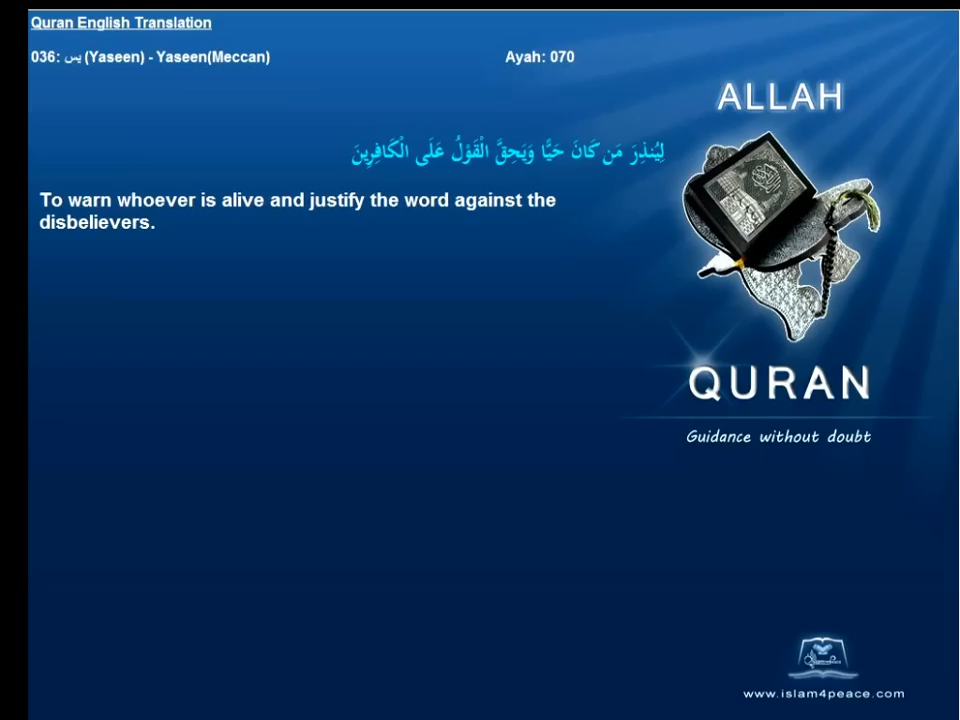 Quran English Translation
036: يس (Yaseen) - Yaseen(Meccan)
Ayah: 070
ALLAH
لِيُنذِرَ مَن كَانَ حَيًّا وَيَحِقَّ الْقَوْلُ عَلَى الْكَافِرِينَ
To warn whoever is alive and justify the word against the
disbelievers.
QURAN
Guidance without doubt
www.islam4peace.com